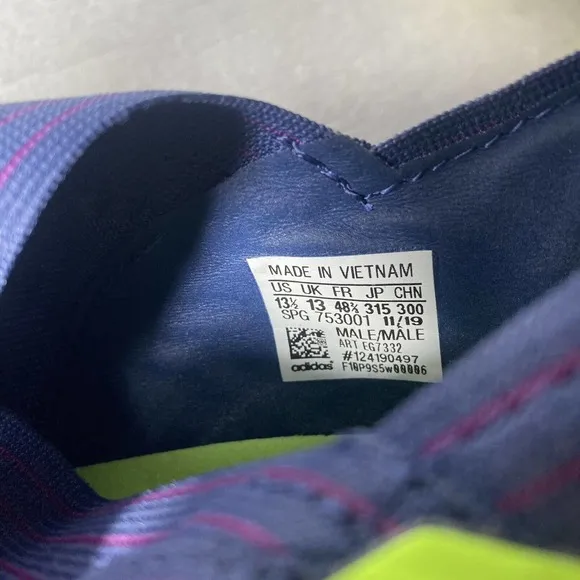 MADE IN VIETNAM
US UK FR JP CHN
13½ 13 48⅔ 315 300
SPG 753001 11/19
MALE/MALE
ART EG7332
#124190497
adidas F10P9S5w00006